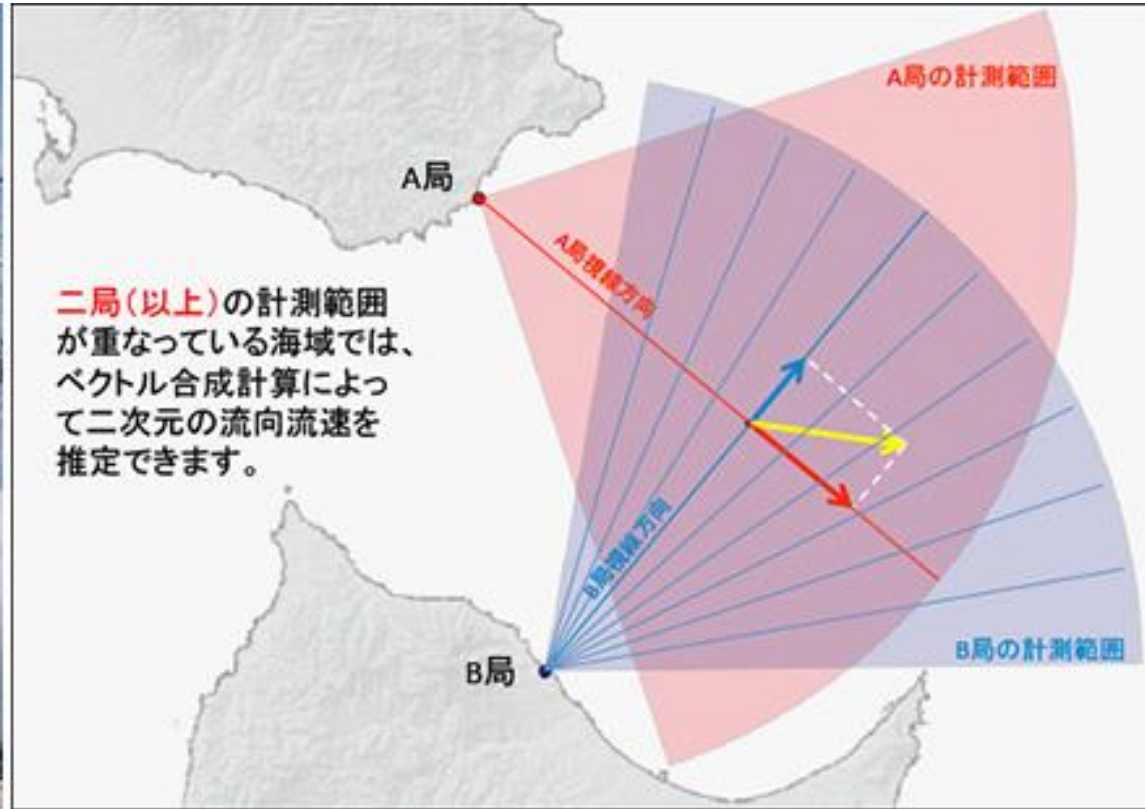 A局の計測範囲
A局
A局視線方向
二局(以上)の計測範囲
が重なっている海域では、
ベクトル合成計算によっ
て二次元の流向流速を
推定できます。
B局視線方向
B局
B局の計測範囲